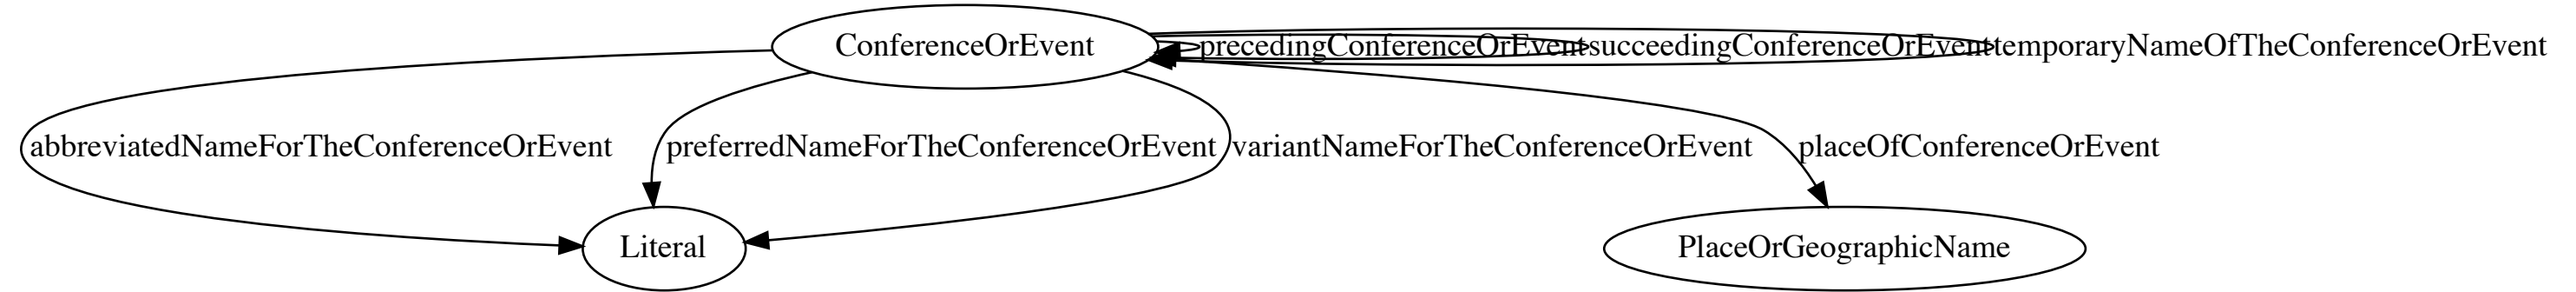 ConferenceOrEvent
precedingConferenceOrEvent
succeedingConferenceOrEvent
temporaryNameOfTheConferenceOrEvent
abbreviatedNameForTheConferenceOrEvent
preferredNameForTheConferenceOrEvent
variantNameForTheConferenceOrEvent
placeOfConferenceOrEvent
Literal
PlaceOrGeographicName